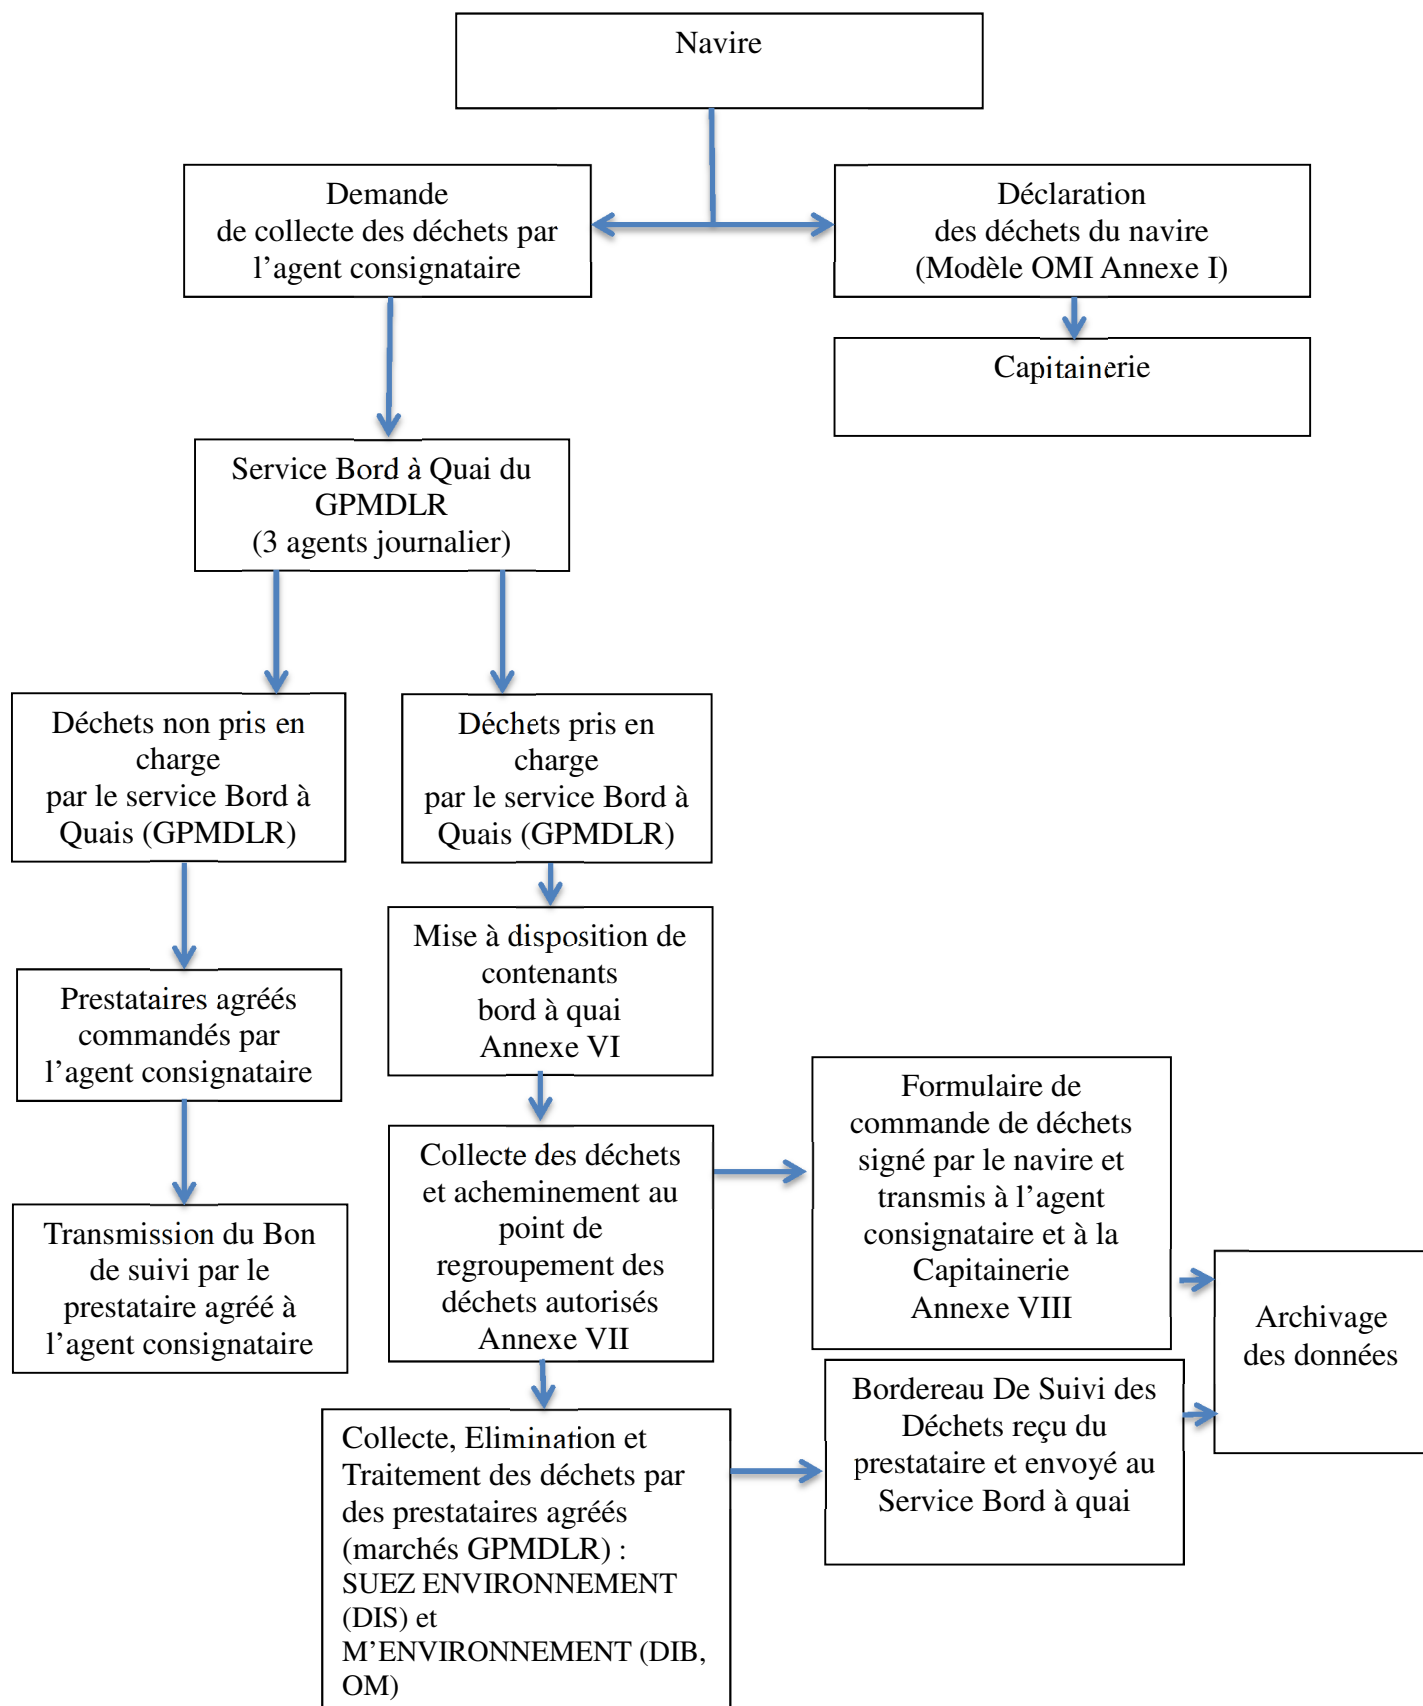 Navire
Demande
de collecte des déchets par
l’agent consignataire
Déclaration
des déchets du navire
(Modèle OMI Annexe I)
Capitainerie
Service Bord à Quai du
GPMDLR
(3 agents journalier)
Déchets non pris en
charge
par le service Bord à
Quais (GPMDLR)
Déchets pris en
charge
par le service Bord à
Quais (GPMDLR)
Mise à disposition de
contenants
bord à quai
Annexe VI
Prestataires agréés
commandés par
l’agent consignataire
Transmission du Bon
de suivi par le
prestataire agréé à
l’agent consignataire
Collecte des déchets
et acheminement au
point de
regroupement des
déchets autorisés
Annexe VII
Formulaire de
commande de déchets
signé par le navire et
transmis à l’agent
consignataire et à la
Capitainerie
Annexe VIII
Archivage
des données
Collecte, Elimination et
Traitement des déchets par
des prestataires agréés
(marchés GPMDLR) :
SUEZ ENVIRONNEMENT
(DIS) et
M’ENVIRONNEMENT (DIB,
OM)
Bordereau De Suivi des
Déchets reçu du
prestataire et envoyé au
Service Bord à quai